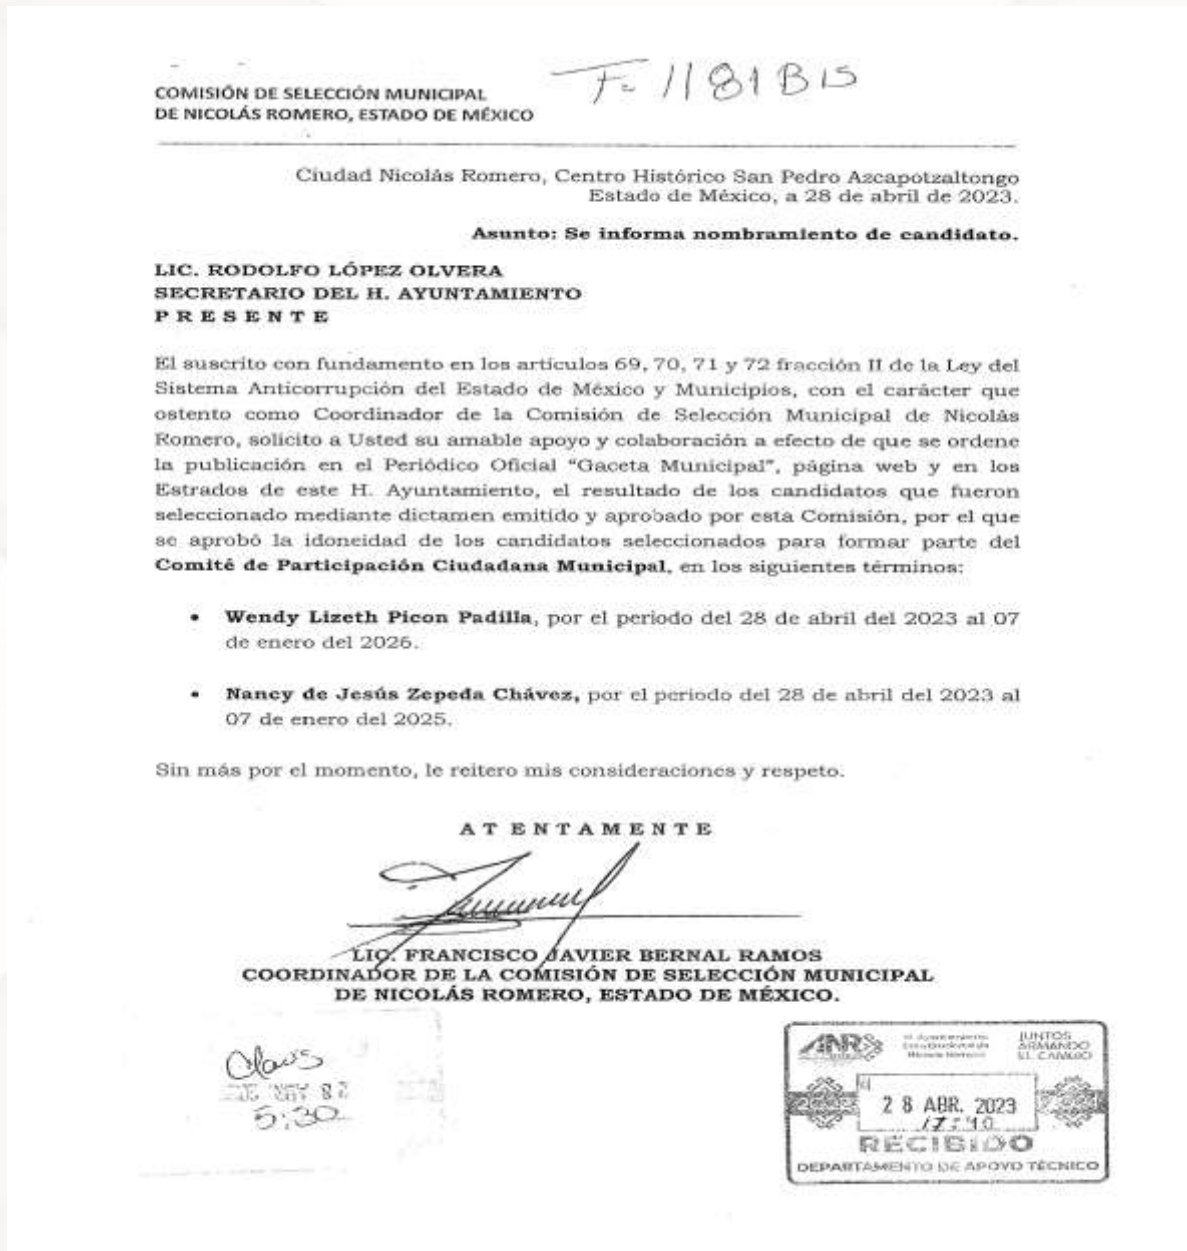 F= 1181 BIS
COMISIÓN DE SELECCIÓN MUNICIPAL
DE NICOLÁS ROMERO, ESTADO DE MÉXICO
Ciudad Nicolás Romero, Centro Histórico San Pedro Azcapotzaltongo
Estado de México, a 28 de abril de 2023.
Asunto: Se informa nombramiento de candidato.
LIC. RODOLFO LÓPEZ OLVERA
SECRETARIO DEL H. AYUNTAMIENTO
P R E S E N T E
El suscrito con fundamento en los artículos 69, 70, 71 y 72 fracción II de la Ley del
Sistema Anticorrupción del Estado de México y Municipios, con el carácter que
ostento como Coordinador de la Comisión de Selección Municipal de Nicolás
Romero, solicito a Usted su amable apoyo y colaboración a efecto de que se ordene
la publicación en el Periódico Oficial “Gaceta Municipal”, página web y en los
Estrados de este H. Ayuntamiento, el resultado de los candidatos que fueron
seleccionado mediante dictamen emitido y aprobado por esta Comisión, por el que
se aprobó la idoneidad de los candidatos seleccionados para formar parte del
Comité de Participación Ciudadana Municipal, en los siguientes términos:
• Wendy Lizeth Picon Padilla, por el periodo del 28 de abril del 2023 al 07
de enero del 2026.
• Nancy de Jesús Zepeda Chávez, por el periodo del 28 de abril del 2023 al
07 de enero del 2025.
Sin más por el momento, le reitero mis consideraciones y respeto.
A T E N T A M E N T E
LIC. FRANCISCO JAVIER BERNAL RAMOS
COORDINADOR DE LA COMISIÓN DE SELECCIÓN MUNICIPAL
DE NICOLÁS ROMERO, ESTADO DE MÉXICO.
5:30
JUNTOS
ARMANDO
EL CAMBIO
28 ABR. 2023
RECIBIDO
DEPARTAMENTO DE APOYO TÉCNICO